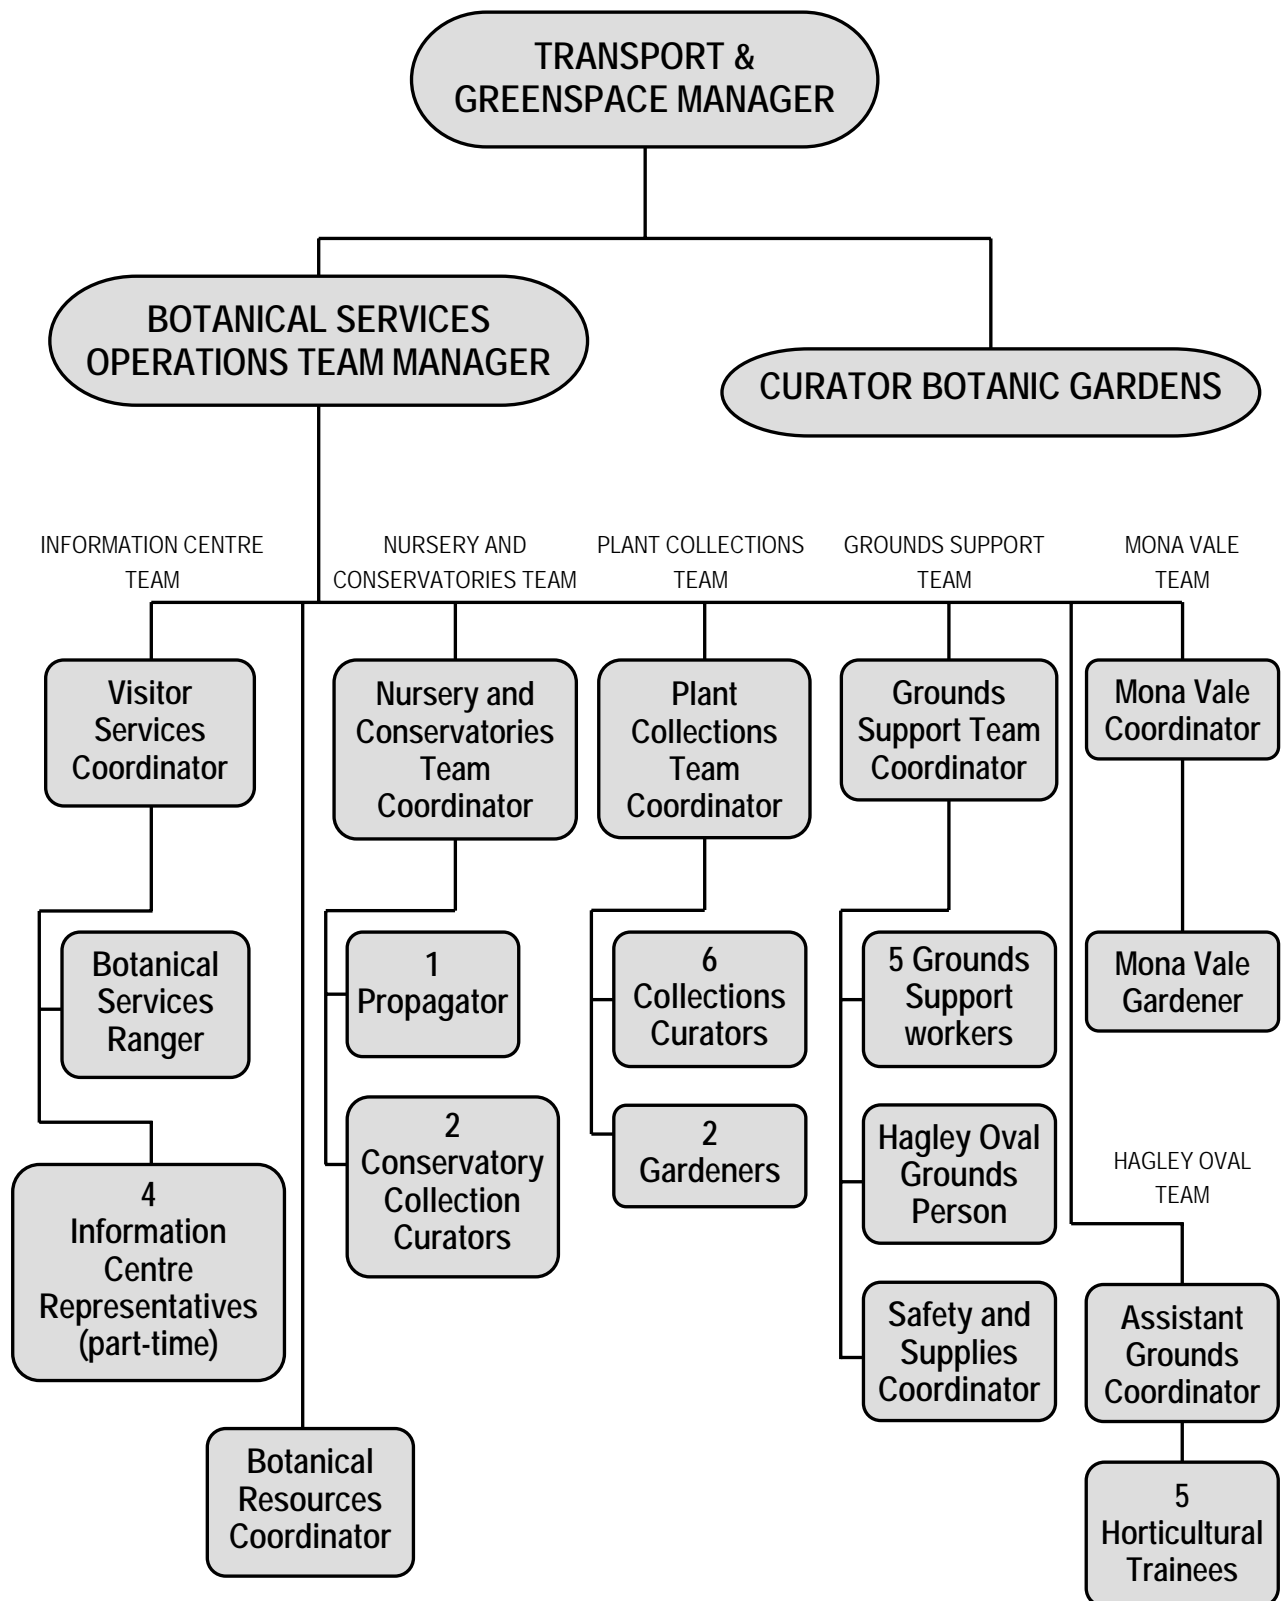 TRANSPORT &
GREENSPACE MANAGER
BOTANICAL SERVICES
OPERATIONS TEAM MANAGER
CURATOR BOTANIC GARDENS
INFORMATION CENTRE
TEAM
NURSERY AND
CONSERVATORIES TEAM
PLANT COLLECTIONS
TEAM
GROUNDS SUPPORT
TEAM
MONA VALE
TEAM
Visitor
Services
Coordinator
Nursery and
Conservatories
Team
Coordinator
Plant
Collections
Team
Coordinator
Grounds
Support Team
Coordinator
Mona Vale
Coordinator
Botanical
Services
Ranger
1
Propagator
6
Collections
Curators
5 Grounds
Support
workers
Mona Vale
Gardener
4
Information
Centre
Representatives
(part-time)
2
Conservatory
Collection
Curators
2
Gardeners
Hagley Oval
Grounds
Person
HAGLEY OVAL
TEAM
Safety and
Supplies
Coordinator
Assistant
Grounds
Coordinator
Botanical
Resources
Coordinator
5
Horticultural
Trainees